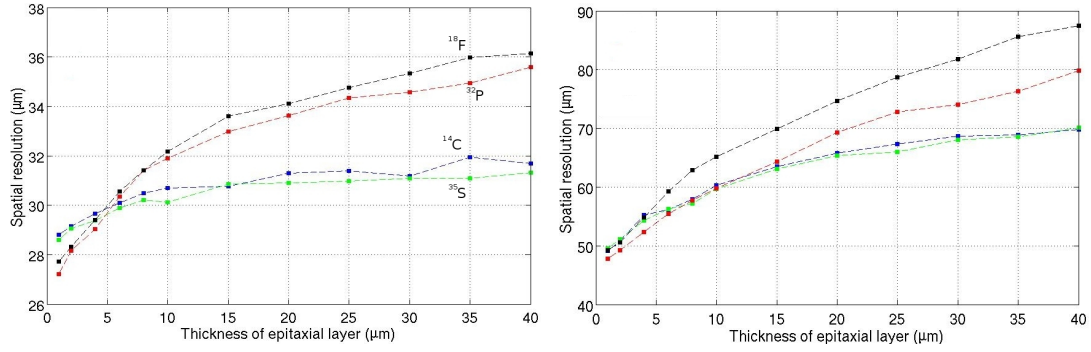 38
36
34
32
30
28
26
Spatial resolution (µm)
¹⁸F
³²P
¹⁴C
³⁵S
0 5 10 15 20 25 30 35 40
Thickness of epitaxial layer (µm)
90
80
70
60
50
40
Spatial resolution (µm)
0 5 10 15 20 25 30 35 40
Thickness of epitaxial layer (µm)